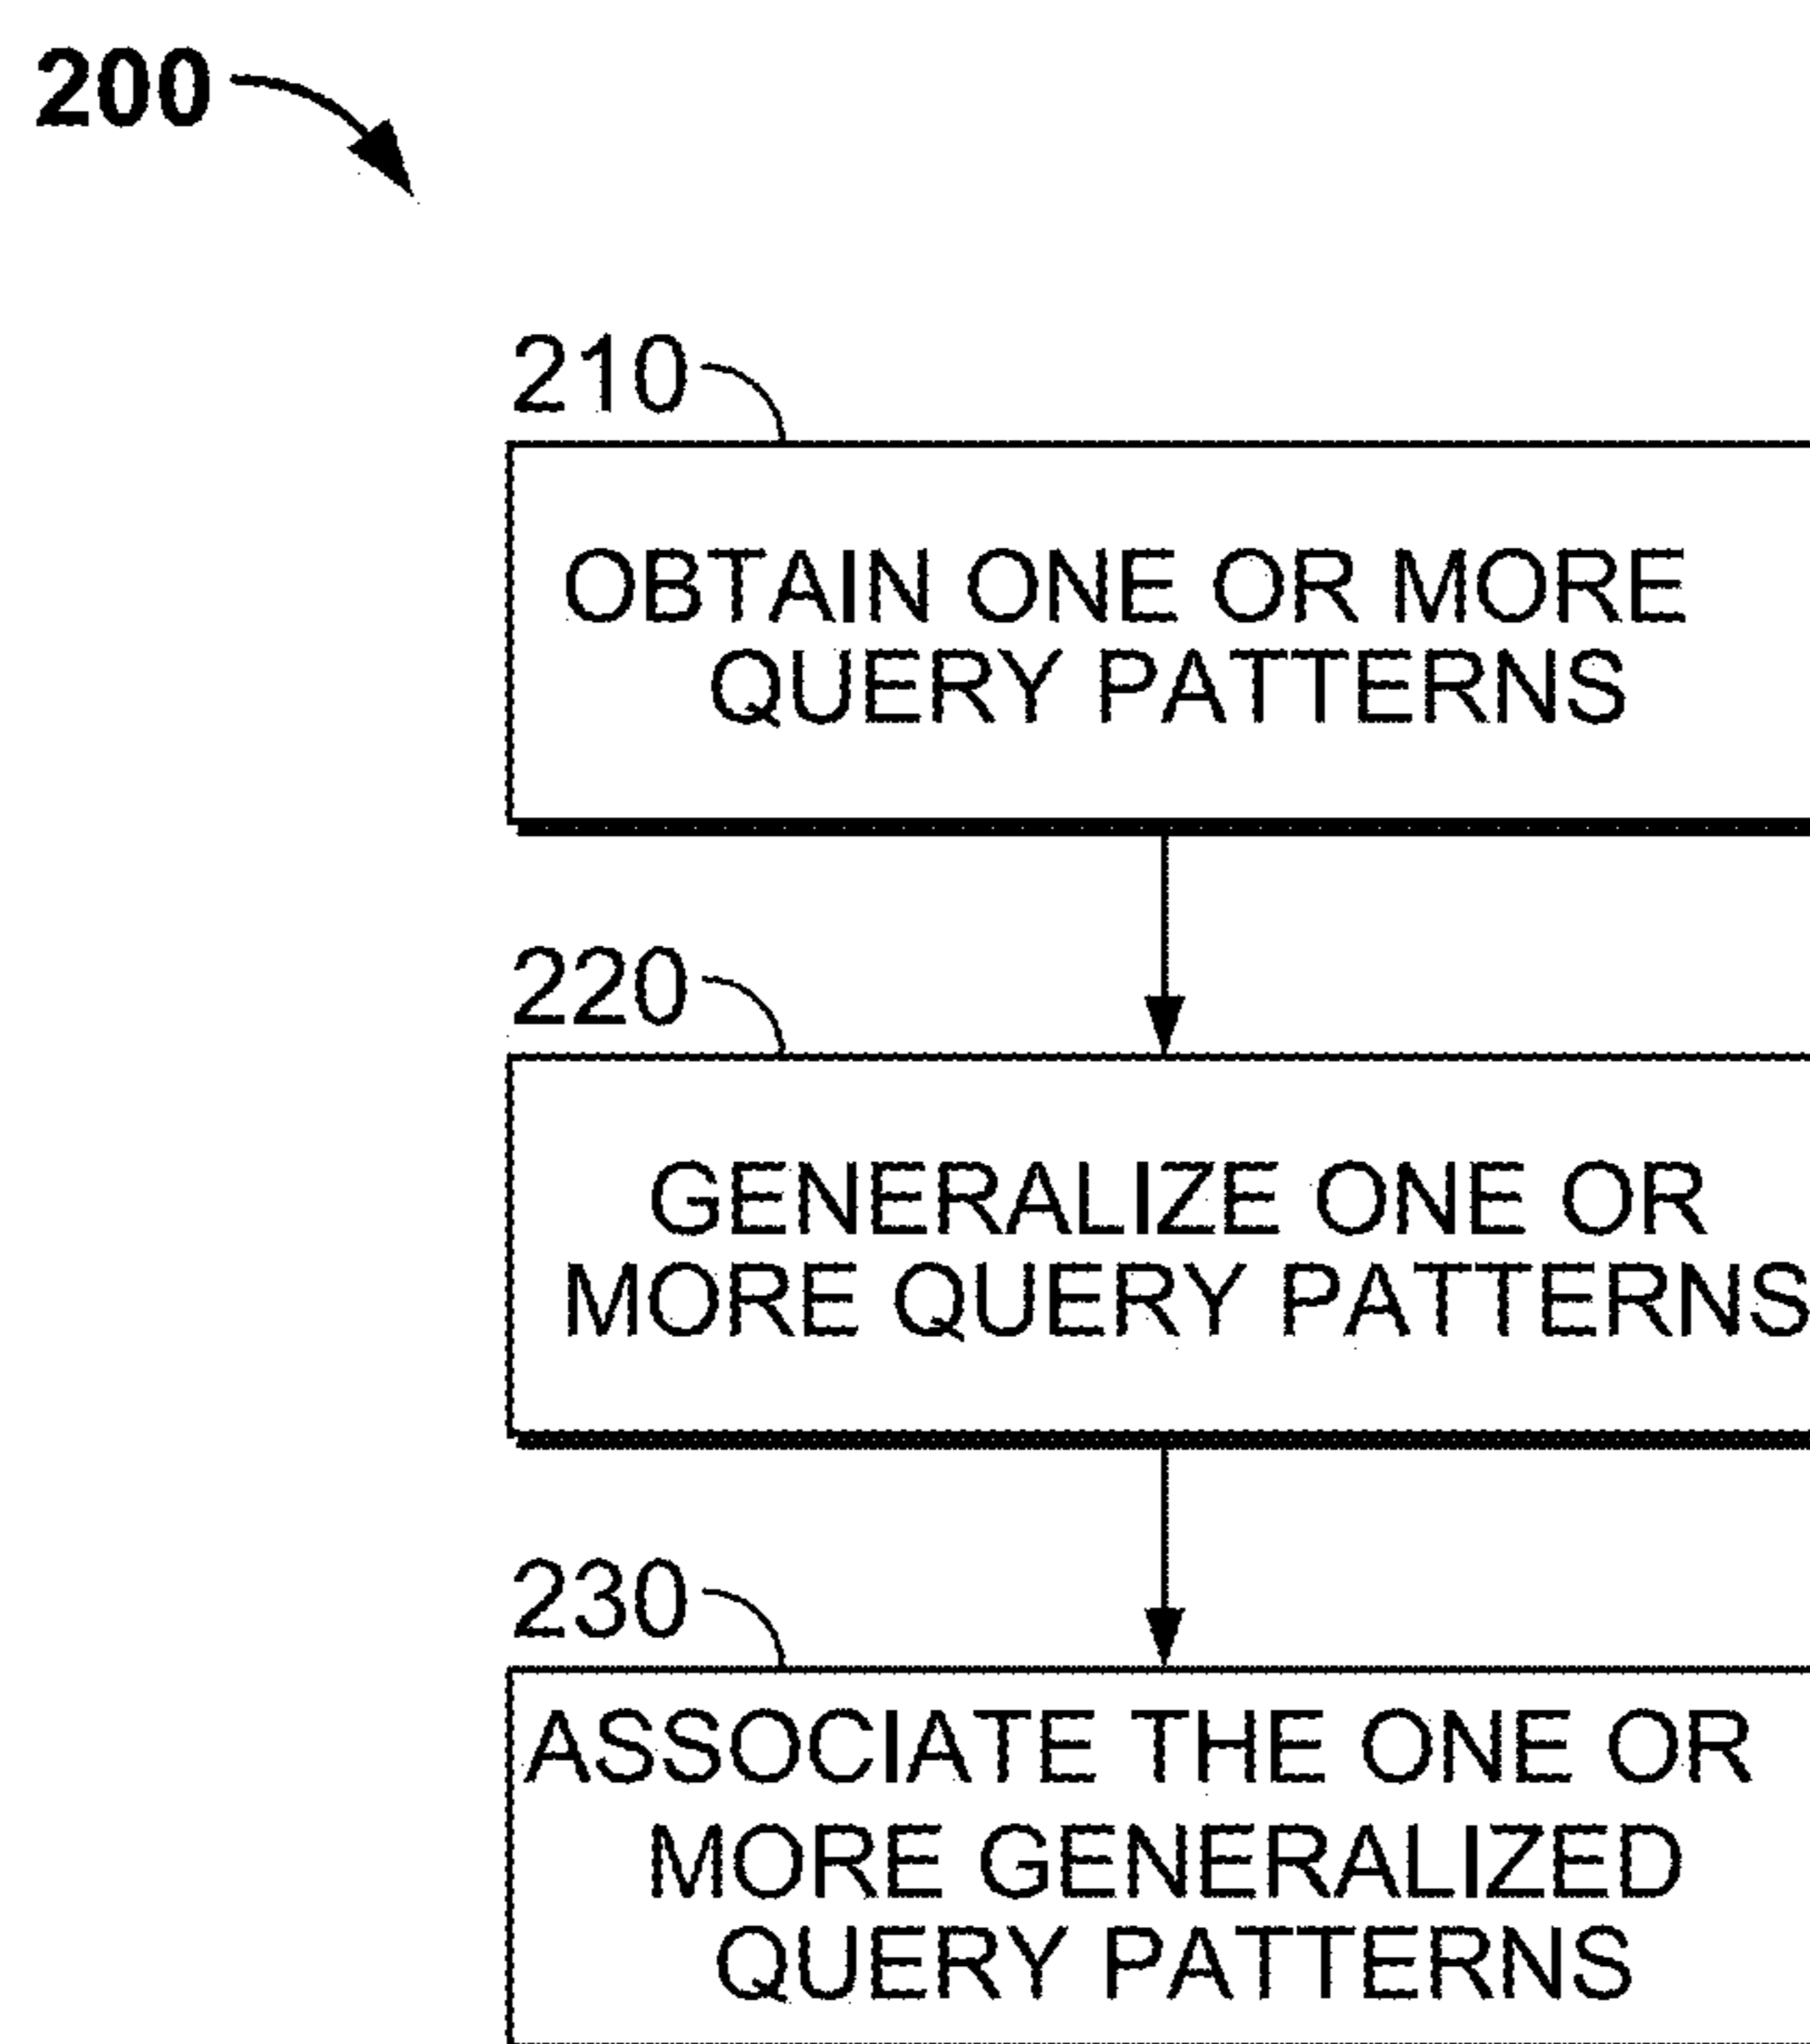 200
210
OBTAIN ONE OR MORE
QUERY PATTERNS
220
GENERALIZE ONE OR
MORE QUERY PATTERNS
230
ASSOCIATE THE ONE OR
MORE GENERALIZED
QUERY PATTERNS